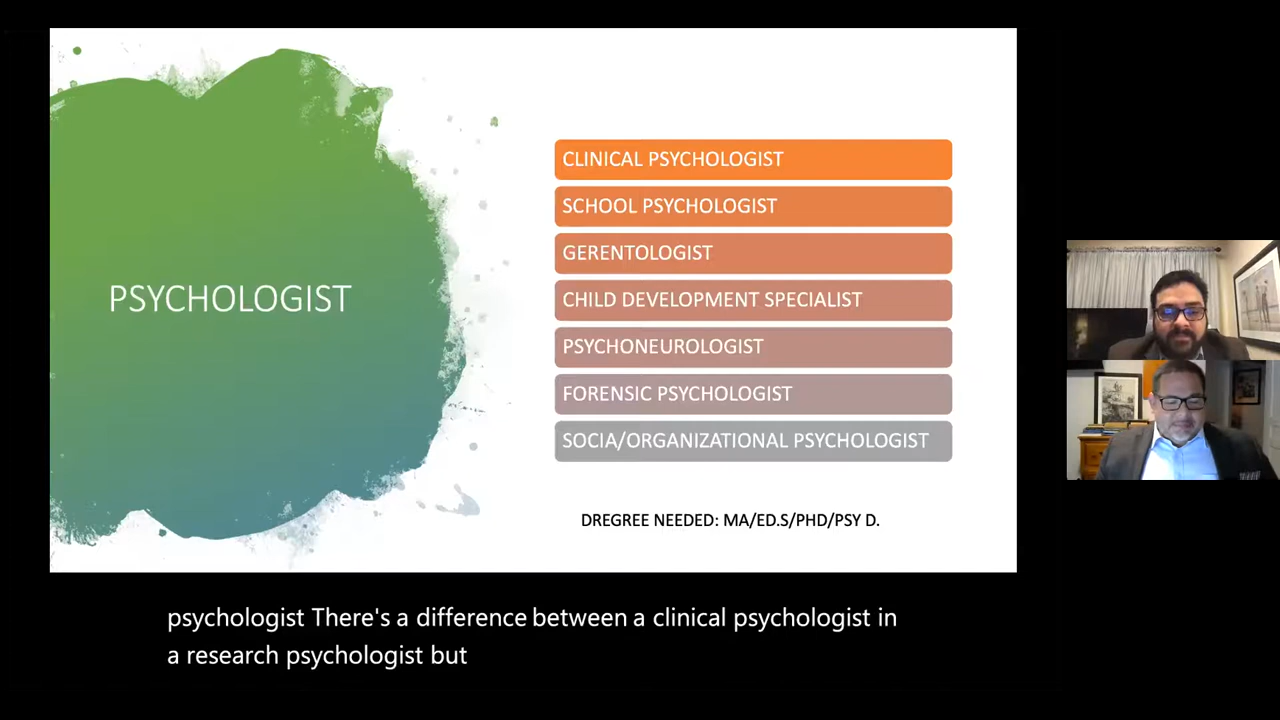 PSYCHOLOGIST
CLINICAL PSYCHOLOGIST
SCHOOL PSYCHOLOGIST
GERENTOLOGIST
CHILD DEVELOPMENT SPECIALIST
PSYCHONEUROLOGIST
FORENSIC PSYCHOLOGIST
SOCIA/ORGANIZATIONAL PSYCHOLOGIST
DREGREE NEEDED: MA/ED.S/PHD/PSY D.
psychologist There's a difference between a clinical psychologist in
a research psychologist but